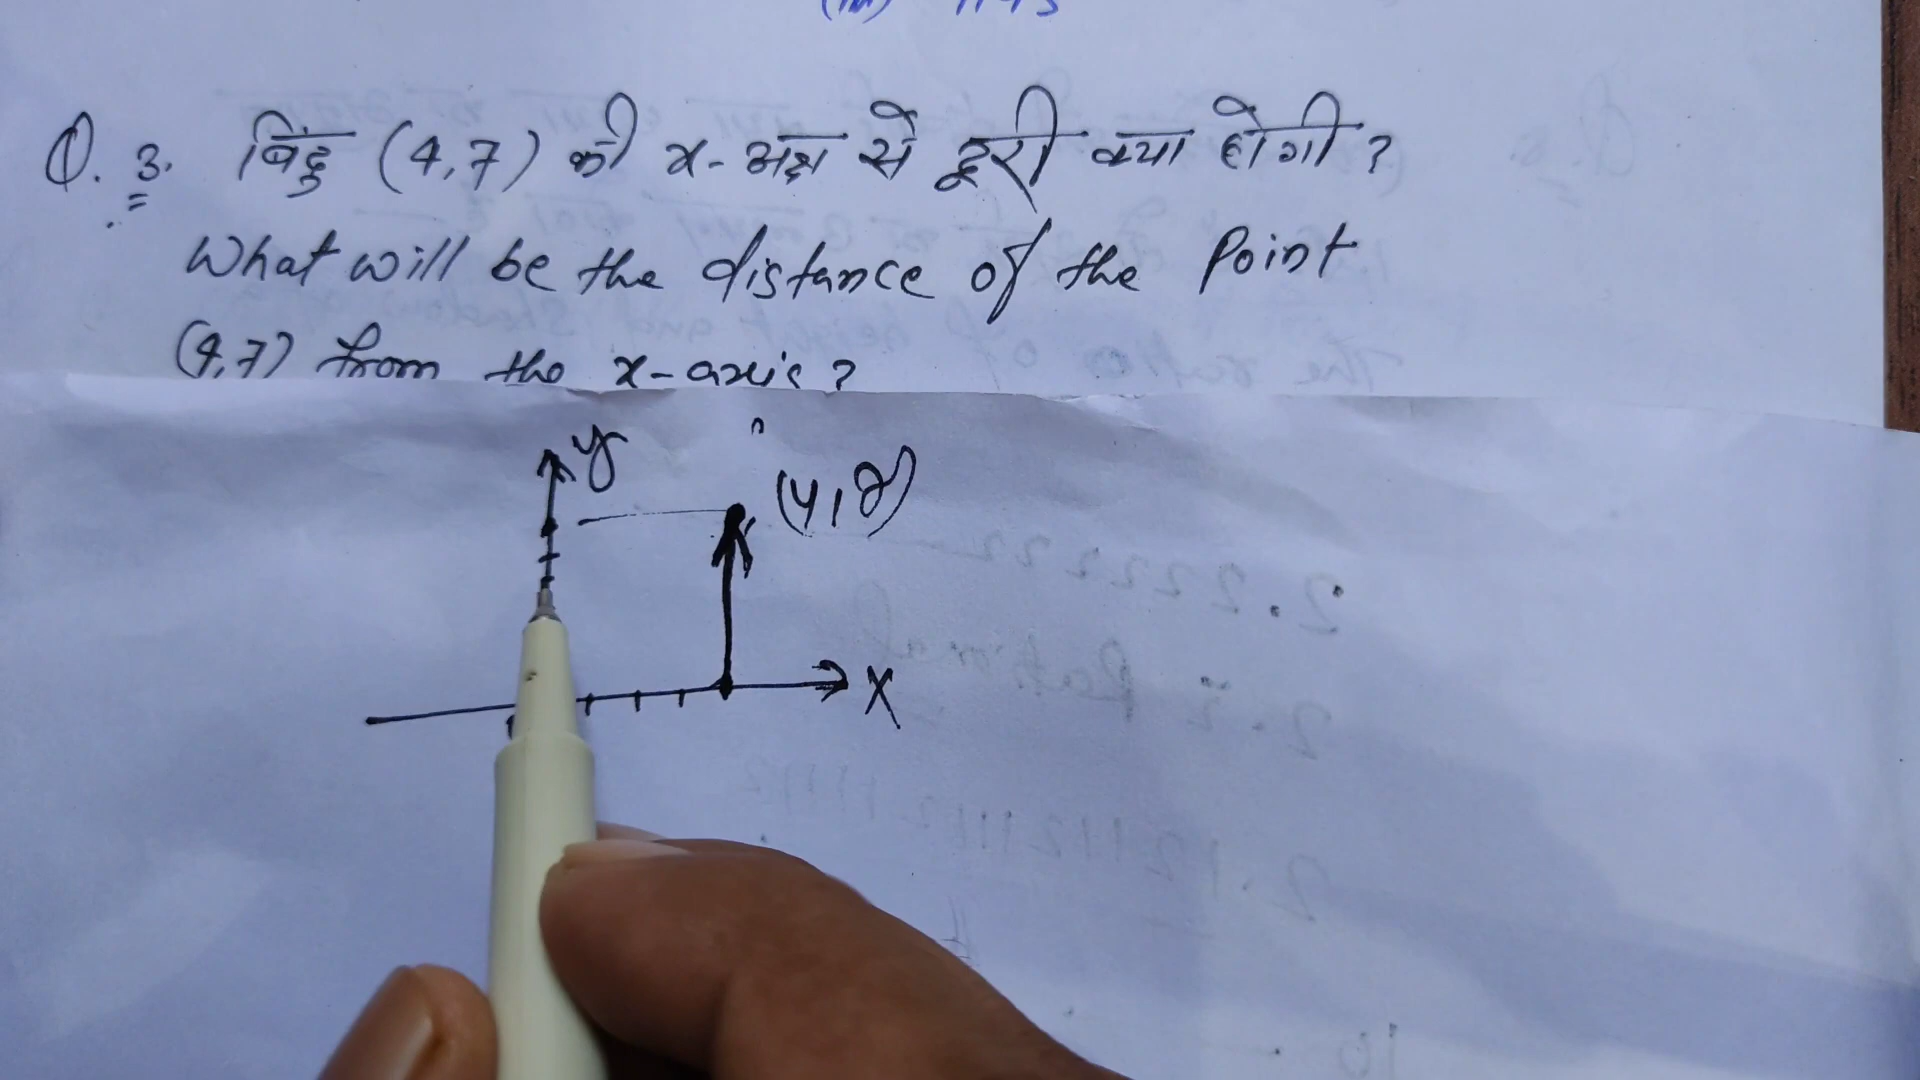 Q. 3. बिंदु (4,7) की x-अक्ष से दूरी क्या होगी ?
What will be the distance of the Point
(4,7) from the x-axis ?
y
(4,7)
X